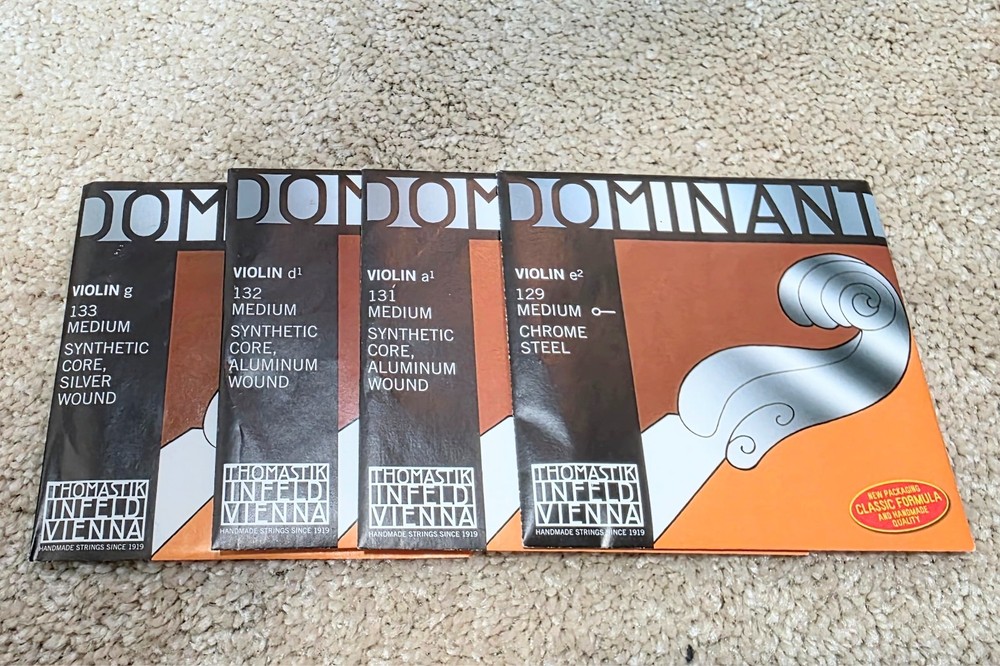 DOM
VIOLIN g
133
MEDIUM
SYNTHETIC
CORE,
SILVER
WOUND
THOMASTIK
INFELD
VIENNA
HANDMADE STRINGS SINCE 1919
DOM
VIOLIN d¹
132
MEDIUM
SYNTHETIC
CORE,
ALUMINUM
WOUND
THOMASTIK
INFELD
VIENNA
HANDMADE STRINGS SINCE 1919
DOM
VIOLIN a¹
131
MEDIUM
SYNTHETIC
CORE,
ALUMINUM
WOUND
THOMASTIK
INFELD
VIENNA
HANDMADE STRINGS SINCE 1919
DOMINANT
VIOLIN e²
129
MEDIUM
CHROME
STEEL
THOMASTIK
INFELD
VIENNA
HANDMADE STRINGS SINCE 1919
NEW PACKAGING
CLASSIC FORMULA
AND HANDMADE
QUALITY